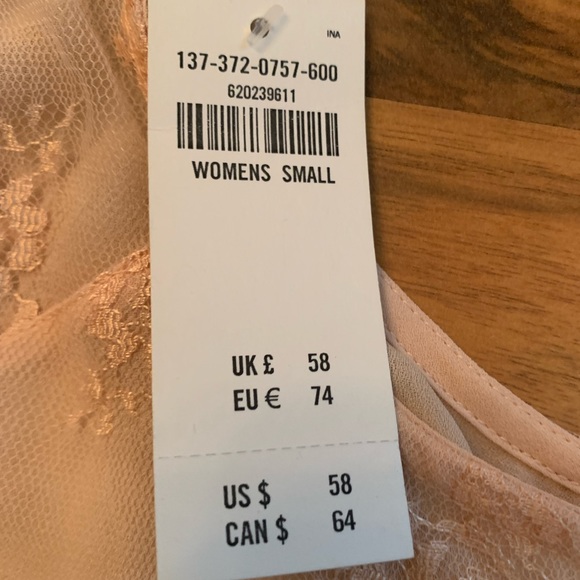 INA
137-372-0757-600
620239611
WOMENS SMALL
UK £ 58
EU € 74
US $ 58
CAN $ 64